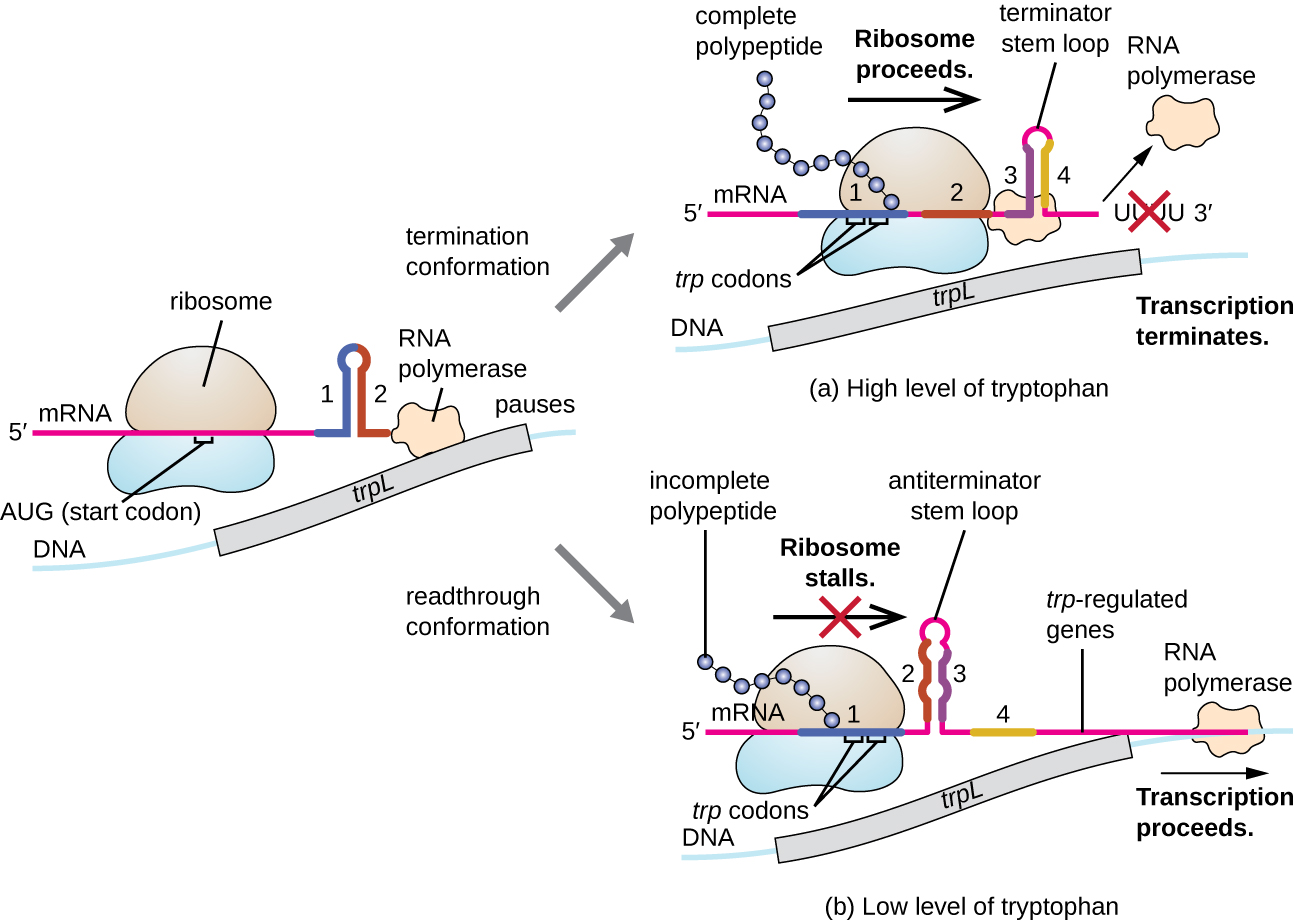 ribosome
RNA
polymerase
pauses
mRNA
1
2
5′
AUG (start codon)
trpL
DNA
termination
conformation
readthrough
conformation
complete
polypeptide
Ribosome
proceeds.
terminator
stem loop
RNA
polymerase
mRNA
1
2
3
4
5′
UUUU 3′
trp codons
trpL
DNA
Transcription
terminates.
(a) High level of tryptophan
incomplete
polypeptide
antiterminator
stem loop
Ribosome
stalls.
trp-regulated
genes
RNA
polymerase
2
3
mRNA
1
4
5′
trp codons
trpL
DNA
Transcription
proceeds.
(b) Low level of tryptophan